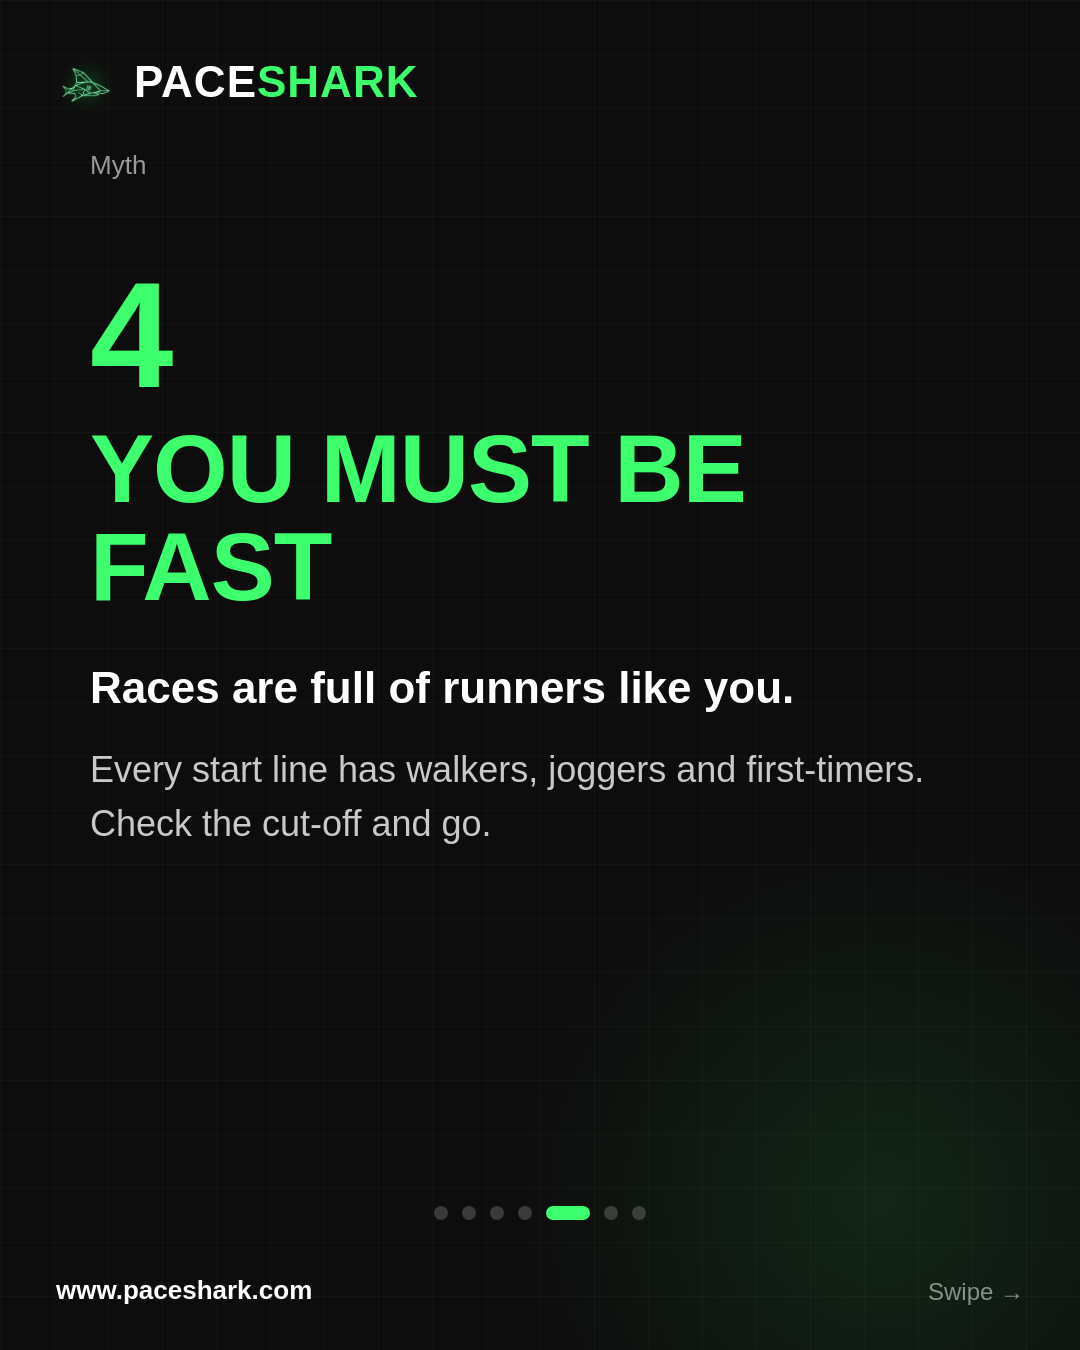 PACESHARK
Myth
4
YOU MUST BE
FAST
Races are full of runners like you.
Every start line has walkers, joggers and first-timers.
Check the cut-off and go.
www.paceshark.com
Swipe →